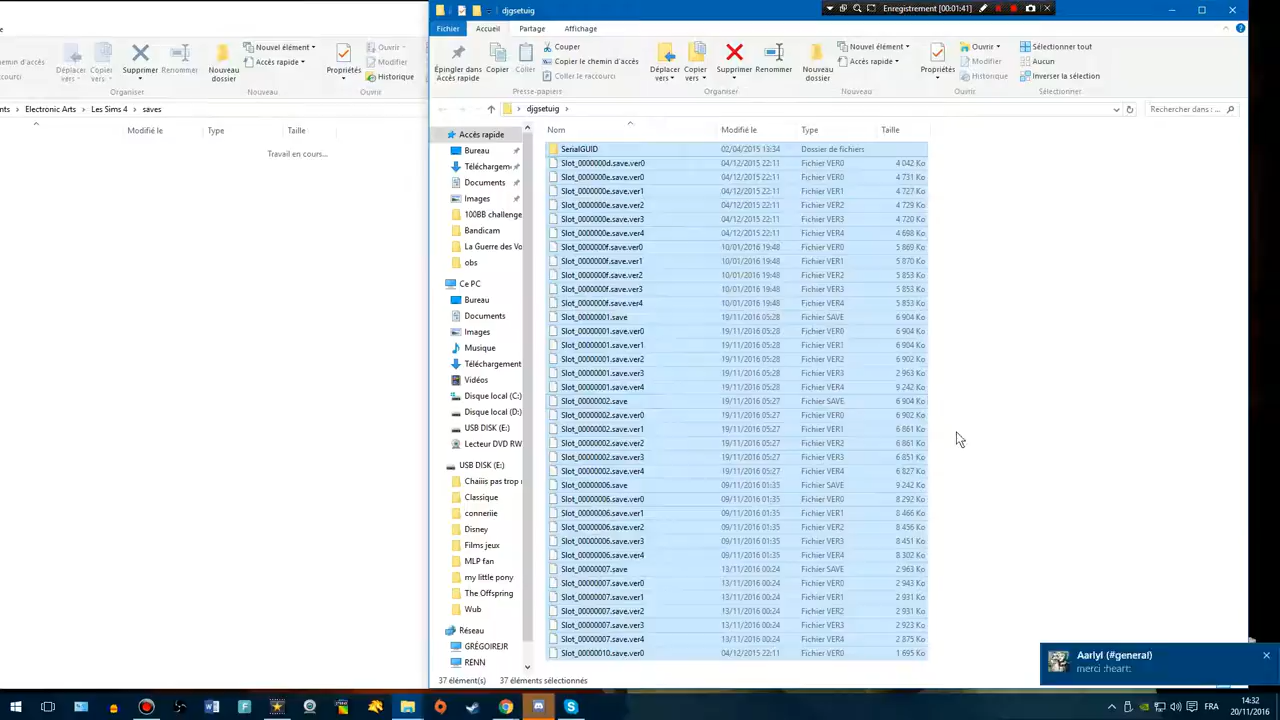 djgsetuig
Enregistrement [00:01:41]
Fichier Accueil Partage Affichage
Déplacer vers Copier vers Supprimer Renommer Nouveau dossier Nouvel élément Accès rapide Propriétés Ouvrir Modifier Historique
Organiser Nouveau Ouvrir
Electronic Arts Les Sims 4 saves
Modifié le Type Taille
Travail en cours...
Épingler dans Accès rapide Copier Coller Couper Copier le chemin d'accès Coller le raccourci
Presse-papiers
Déplacer vers Copier vers Supprimer Renommer
Organiser
Nouveau dossier Nouvel élément Accès rapide
Nouveau
Propriétés Ouvrir Modifier Historique
Ouvrir
Sélectionner tout
Aucun
Inverser la sélection
Sélectionner
djgsetuig
Rechercher dans : ...
Accès rapide
Bureau
Téléchargem
Documents
Images
100BB challenge
Bandicam
La Guerre des Vo
obs
Ce PC
Bureau
Documents
Images
Musique
Téléchargement
Vidéos
Disque local (C:)
Disque local (D:)
USB DISK (E:)
Lecteur DVD RW
USB DISK (E:)
Chaiiis pas trop
Classique
conneriie
Disney
Films jeux
MLP fan
my little pony
The Offspring
Wub
Réseau
GRÉGOIREJR
RENN
Nom Modifié le Type Taille
SerialGUID 02/04/2015 13:34 Dossier de fichiers
Slot_0000000d.save.ver0 04/12/2015 22:11 Fichier VER0 4 042 Ko
Slot_0000000e.save.ver0 04/12/2015 22:11 Fichier VER0 4 731 Ko
Slot_0000000e.save.ver1 04/12/2015 22:11 Fichier VER1 4 727 Ko
Slot_0000000e.save.ver2 04/12/2015 22:11 Fichier VER2 4 729 Ko
Slot_0000000e.save.ver3 04/12/2015 22:11 Fichier VER3 4 720 Ko
Slot_0000000e.save.ver4 04/12/2015 22:11 Fichier VER4 4 698 Ko
Slot_0000000f.save.ver0 10/01/2016 19:48 Fichier VER0 5 869 Ko
Slot_0000000f.save.ver1 10/01/2016 19:48 Fichier VER1 5 870 Ko
Slot_0000000f.save.ver2 10/01/2016 19:48 Fichier VER2 5 853 Ko
Slot_0000000f.save.ver3 10/01/2016 19:48 Fichier VER3 5 853 Ko
Slot_0000000f.save.ver4 10/01/2016 19:48 Fichier VER4 5 853 Ko
Slot_00000001.save 19/11/2016 05:28 Fichier SAVE 6 904 Ko
Slot_00000001.save.ver0 19/11/2016 05:28 Fichier VER0 6 904 Ko
Slot_00000001.save.ver1 19/11/2016 05:28 Fichier VER1 6 904 Ko
Slot_00000001.save.ver2 19/11/2016 05:28 Fichier VER2 6 902 Ko
Slot_00000001.save.ver3 19/11/2016 05:28 Fichier VER3 2 963 Ko
Slot_00000001.save.ver4 19/11/2016 05:28 Fichier VER4 9 242 Ko
Slot_00000002.save 19/11/2016 05:27 Fichier SAVE 6 904 Ko
Slot_00000002.save.ver0 19/11/2016 05:27 Fichier VER0 6 902 Ko
Slot_00000002.save.ver1 19/11/2016 05:27 Fichier VER1 6 861 Ko
Slot_00000002.save.ver2 19/11/2016 05:27 Fichier VER2 6 861 Ko
Slot_00000002.save.ver3 19/11/2016 05:27 Fichier VER3 6 851 Ko
Slot_00000002.save.ver4 19/11/2016 05:27 Fichier VER4 6 827 Ko
Slot_00000006.save 09/11/2016 01:35 Fichier SAVE 9 242 Ko
Slot_00000006.save.ver0 09/11/2016 01:35 Fichier VER0 8 292 Ko
Slot_00000006.save.ver1 09/11/2016 01:35 Fichier VER1 8 466 Ko
Slot_00000006.save.ver2 09/11/2016 01:35 Fichier VER2 8 456 Ko
Slot_00000006.save.ver3 09/11/2016 01:35 Fichier VER3 8 451 Ko
Slot_00000006.save.ver4 09/11/2016 01:35 Fichier VER4 8 302 Ko
Slot_00000007.save 13/11/2016 00:24 Fichier SAVE 2 963 Ko
Slot_00000007.save.ver0 13/11/2016 00:24 Fichier VER0 2 943 Ko
Slot_00000007.save.ver1 13/11/2016 00:24 Fichier VER1 2 931 Ko
Slot_00000007.save.ver2 13/11/2016 00:24 Fichier VER2 2 931 Ko
Slot_00000007.save.ver3 13/11/2016 00:24 Fichier VER3 2 923 Ko
Slot_00000007.save.ver4 13/11/2016 00:24 Fichier VER4 2 875 Ko
Slot_00000010.save.ver0 04/12/2015 22:11 Fichier VER0 1 695 Ko
37 élément(s) 37 éléments sélectionnés
Aarlyl (#general)
merci :heart:
FRA
14:32
20/11/2016